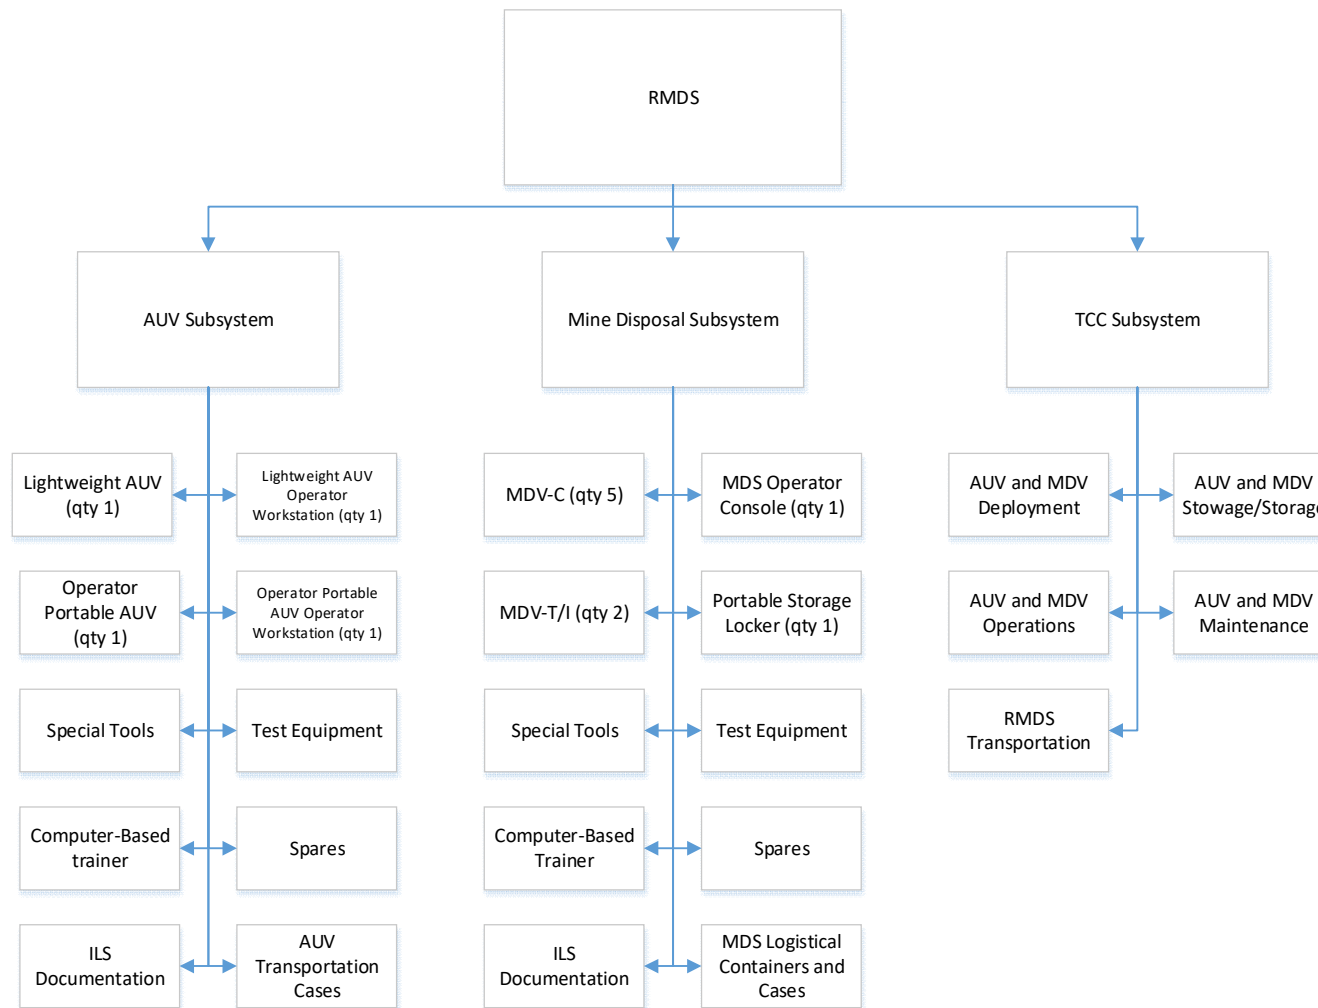 RMDS
AUV Subsystem
Mine Disposal Subsystem
TCC Subsystem
Lightweight AUV
(qty 1)
Lightweight AUV
Operator
Workstation (qty 1)
MDV-C (qty 5)
MDS Operator
Console (qty 1)
AUV and MDV
Deployment
AUV and MDV
Stowage/Storage
Operator
Portable AUV
(qty 1)
Operator Portable
AUV Operator
Workstation (qty 1)
MDV-T/I (qty 2)
Portable Storage
Locker (qty 1)
AUV and MDV
Operations
AUV and MDV
Maintenance
Special Tools
Test Equipment
Special Tools
Test Equipment
RMDS
Transportation
Computer-Based
trainer
Spares
Computer-Based
Trainer
Spares
ILS
Documentation
AUV
Transportation
Cases
ILS
Documentation
MDS Logistical
Containers and
Cases